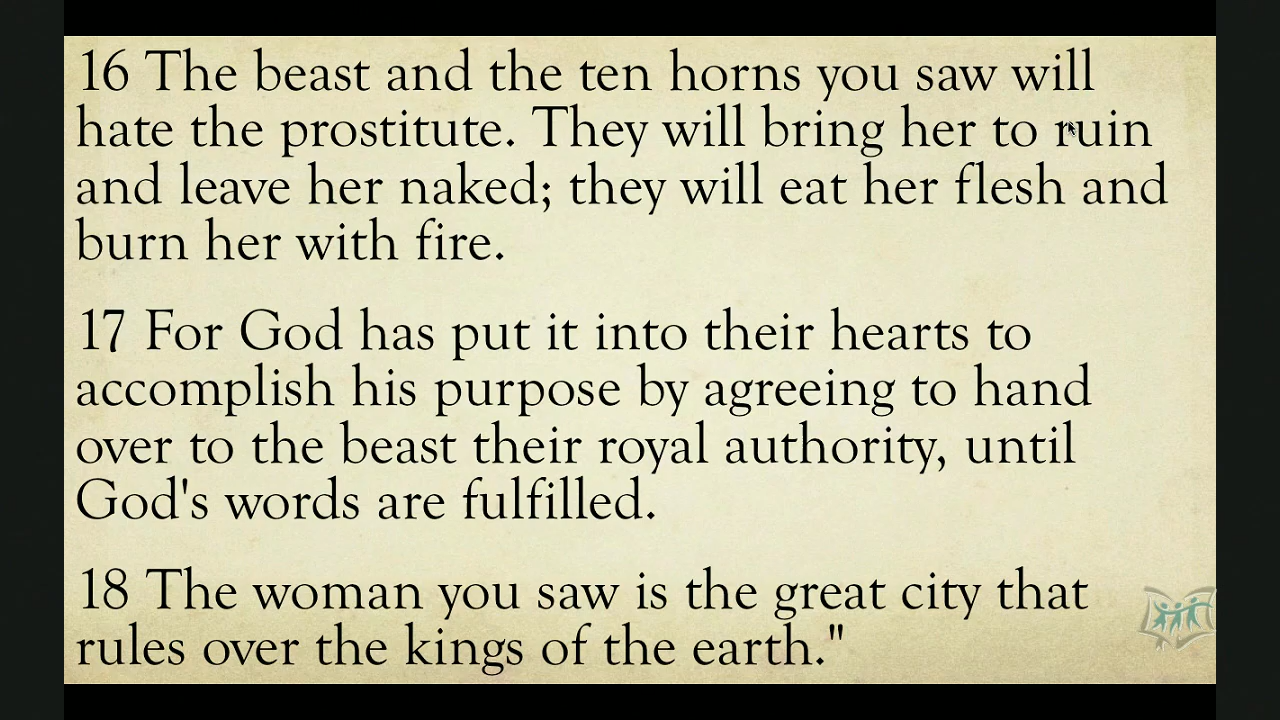 16 The beast and the ten horns you saw will
hate the prostitute. They will bring her to ruin
and leave her naked; they will eat her flesh and
burn her with fire.
17 For God has put it into their hearts to
accomplish his purpose by agreeing to hand
over to the beast their royal authority, until
God's words are fulfilled.
18 The woman you saw is the great city that
rules over the kings of the earth."